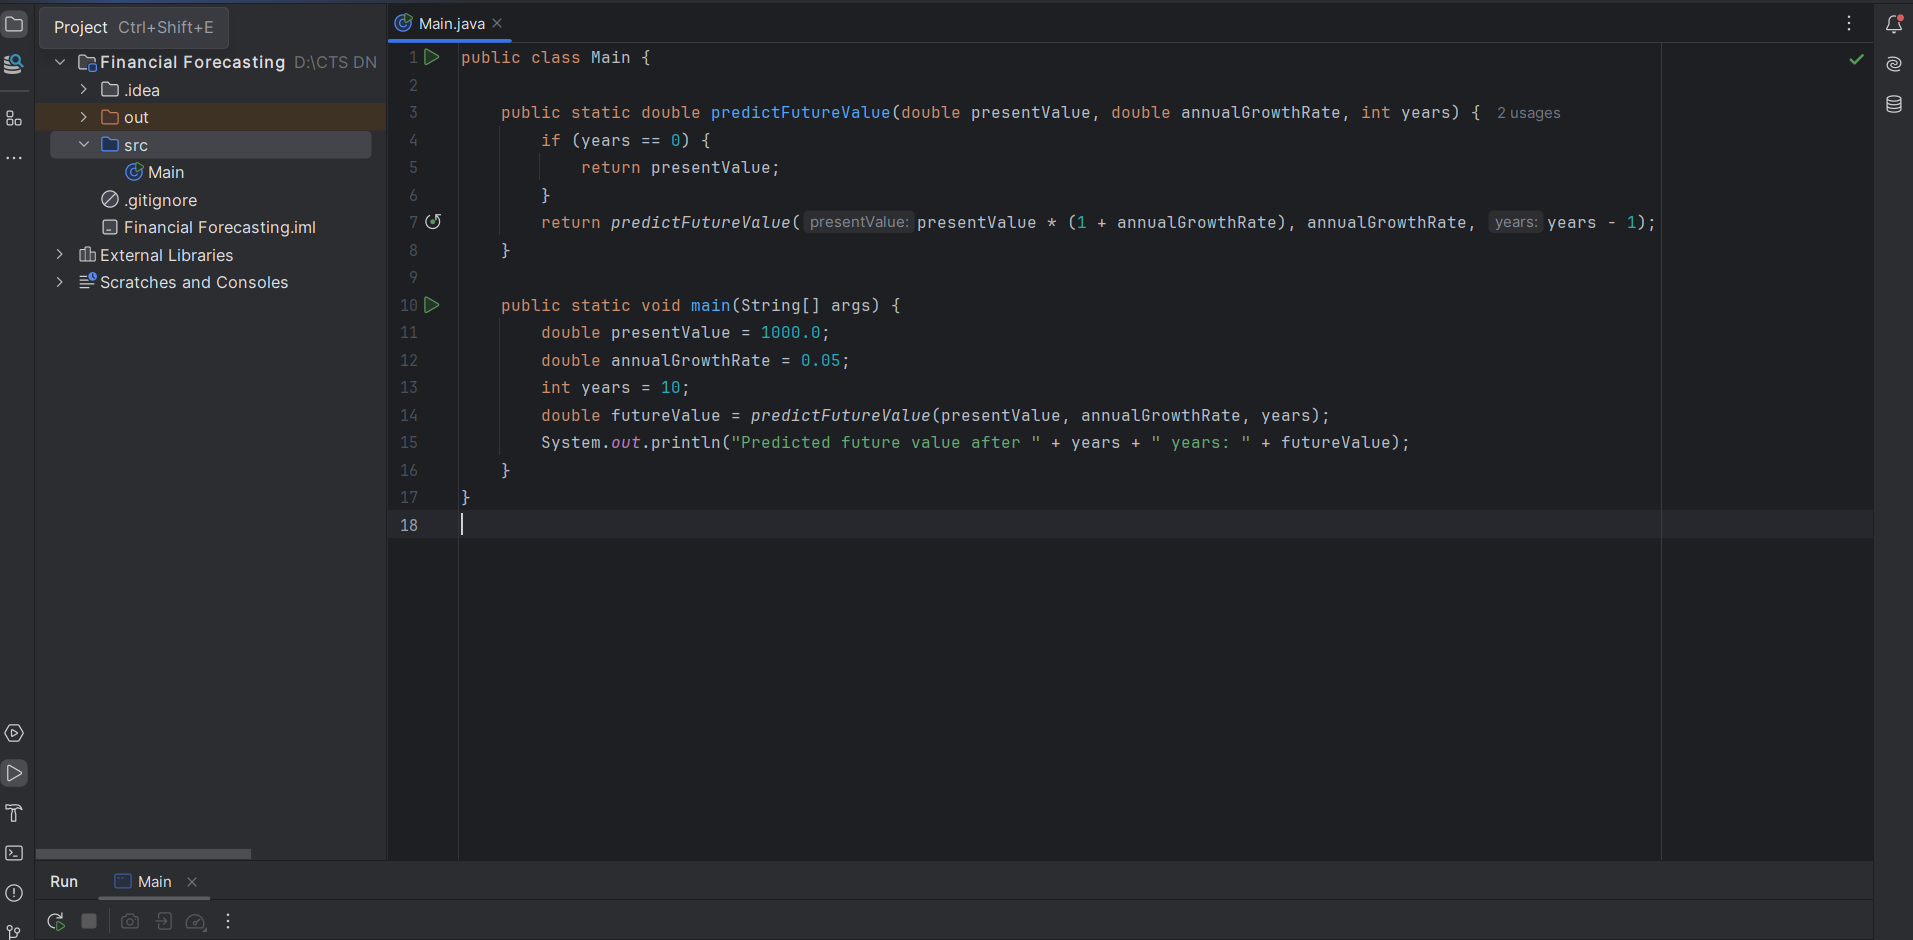 Project Ctrl+Shift+E
Financial Forecasting D:\CTS DN
.idea
out
src
Main
.gitignore
Financial Forecasting.iml
External Libraries
Scratches and Consoles
Main.java
1 public class Main {
2
3 public static double predictFutureValue(double presentValue, double annualGrowthRate, int years) { 2 usages
4 if (years == 0) {
5 return presentValue;
6 }
7 return predictFutureValue( presentValue: presentValue * (1 + annualGrowthRate), annualGrowthRate, years: years - 1);
8 }
9
10 public static void main(String[] args) {
11 double presentValue = 1000.0;
12 double annualGrowthRate = 0.05;
13 int years = 10;
14 double futureValue = predictFutureValue(presentValue, annualGrowthRate, years);
15 System.out.println("Predicted future value after " + years + " years: " + futureValue);
16 }
17 }
18
Run Main